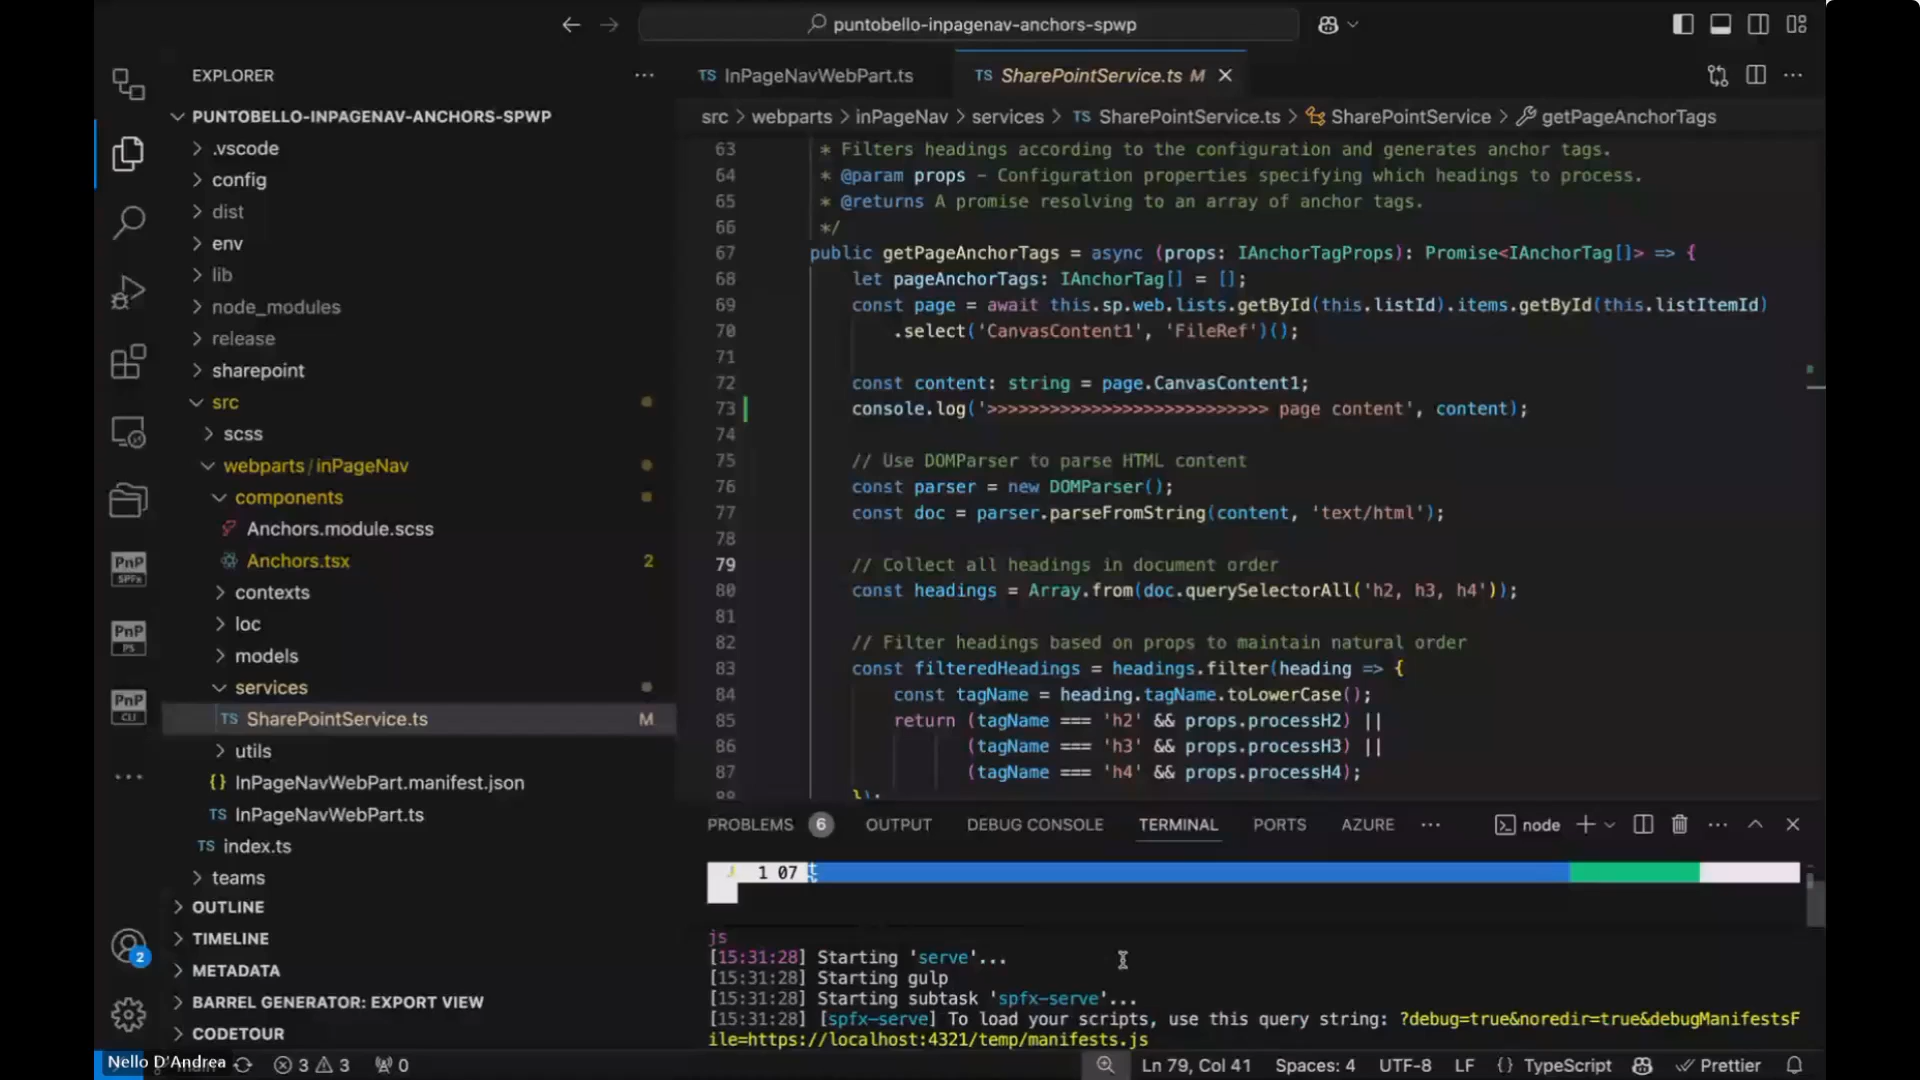 puntobello-inpagenav-anchors-spwp
EXPLORER
PUNTOBELLO-INPAGENAV-ANCHORS-SPWP
.vscode
config
dist
env
lib
node_modules
release
sharepoint
src
scss
webparts/inPageNav
components
Anchors.module.scss
Anchors.tsx 2
contexts
loc
models
services
TS SharePointService.ts M
utils
{} InPageNavWebPart.manifest.json
TS InPageNavWebPart.ts
TS index.ts
teams
OUTLINE
TIMELINE
METADATA
BARREL GENERATOR: EXPORT VIEW
CODETOUR
PnP SPFx
PnP PS
PnP CLI
2
TS InPageNavWebPart.ts
TS SharePointService.ts M
src > webparts > inPageNav > services > TS SharePointService.ts > SharePointService > getPageAnchorTags
63 * Filters headings according to the configuration and generates anchor tags.
64 * @param props - Configuration properties specifying which headings to process.
65 * @returns A promise resolving to an array of anchor tags.
66 */
67 public getPageAnchorTags = async (props: IAnchorTagProps): Promise<IAnchorTag[]> => {
68 let pageAnchorTags: IAnchorTag[] = [];
69 const page = await this.sp.web.lists.getById(this.listId).items.getById(this.listItemId)
70 .select('CanvasContent1', 'FileRef')();
71
72 const content: string = page.CanvasContent1;
73 console.log('>>>>>>>>>>>>>>>>>>>>>>>>>>> page content', content);
74
75 // Use DOMParser to parse HTML content
76 const parser = new DOMParser();
77 const doc = parser.parseFromString(content, 'text/html');
78
79 // Collect all headings in document order
80 const headings = Array.from(doc.querySelectorAll('h2, h3, h4'));
81
82 // Filter headings based on props to maintain natural order
83 const filteredHeadings = headings.filter(heading => {
84 const tagName = heading.tagName.toLowerCase();
85 return (tagName === 'h2' && props.processH2) ||
86 (tagName === 'h3' && props.processH3) ||
87 (tagName === 'h4' && props.processH4);
88 });
PROBLEMS 6 OUTPUT DEBUG CONSOLE TERMINAL PORTS AZURE node
1 07
js
[15:31:28] Starting 'serve'...
[15:31:28] Starting gulp
[15:31:28] Starting subtask 'spfx-serve'...
[15:31:28] [spfx-serve] To load your scripts, use this query string: ?debug=true&noredir=true&debugManifestsF
ile=https://localhost:4321/temp/manifests.js
Nello D'Andrea 3 3 0 Ln 79, Col 41 Spaces: 4 UTF-8 LF {} TypeScript Prettier